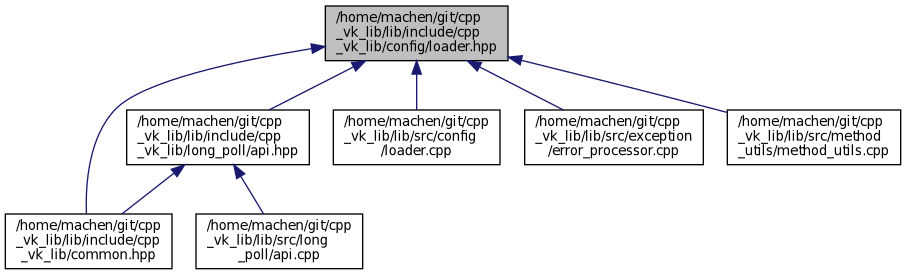 /home/machen/git/cpp
_vk_lib/lib/include/cpp
_vk_lib/config/loader.hpp
/home/machen/git/cpp
_vk_lib/lib/include/cpp
_vk_lib/long_poll/api.hpp
/home/machen/git/cpp
_vk_lib/lib/src/config
/loader.cpp
/home/machen/git/cpp
_vk_lib/lib/src/exception
/error_processor.cpp
/home/machen/git/cpp
_vk_lib/lib/src/method
_utils/method_utils.cpp
/home/machen/git/cpp
_vk_lib/lib/include/cpp
_vk_lib/common.hpp
/home/machen/git/cpp
_vk_lib/lib/src/long
_poll/api.cpp